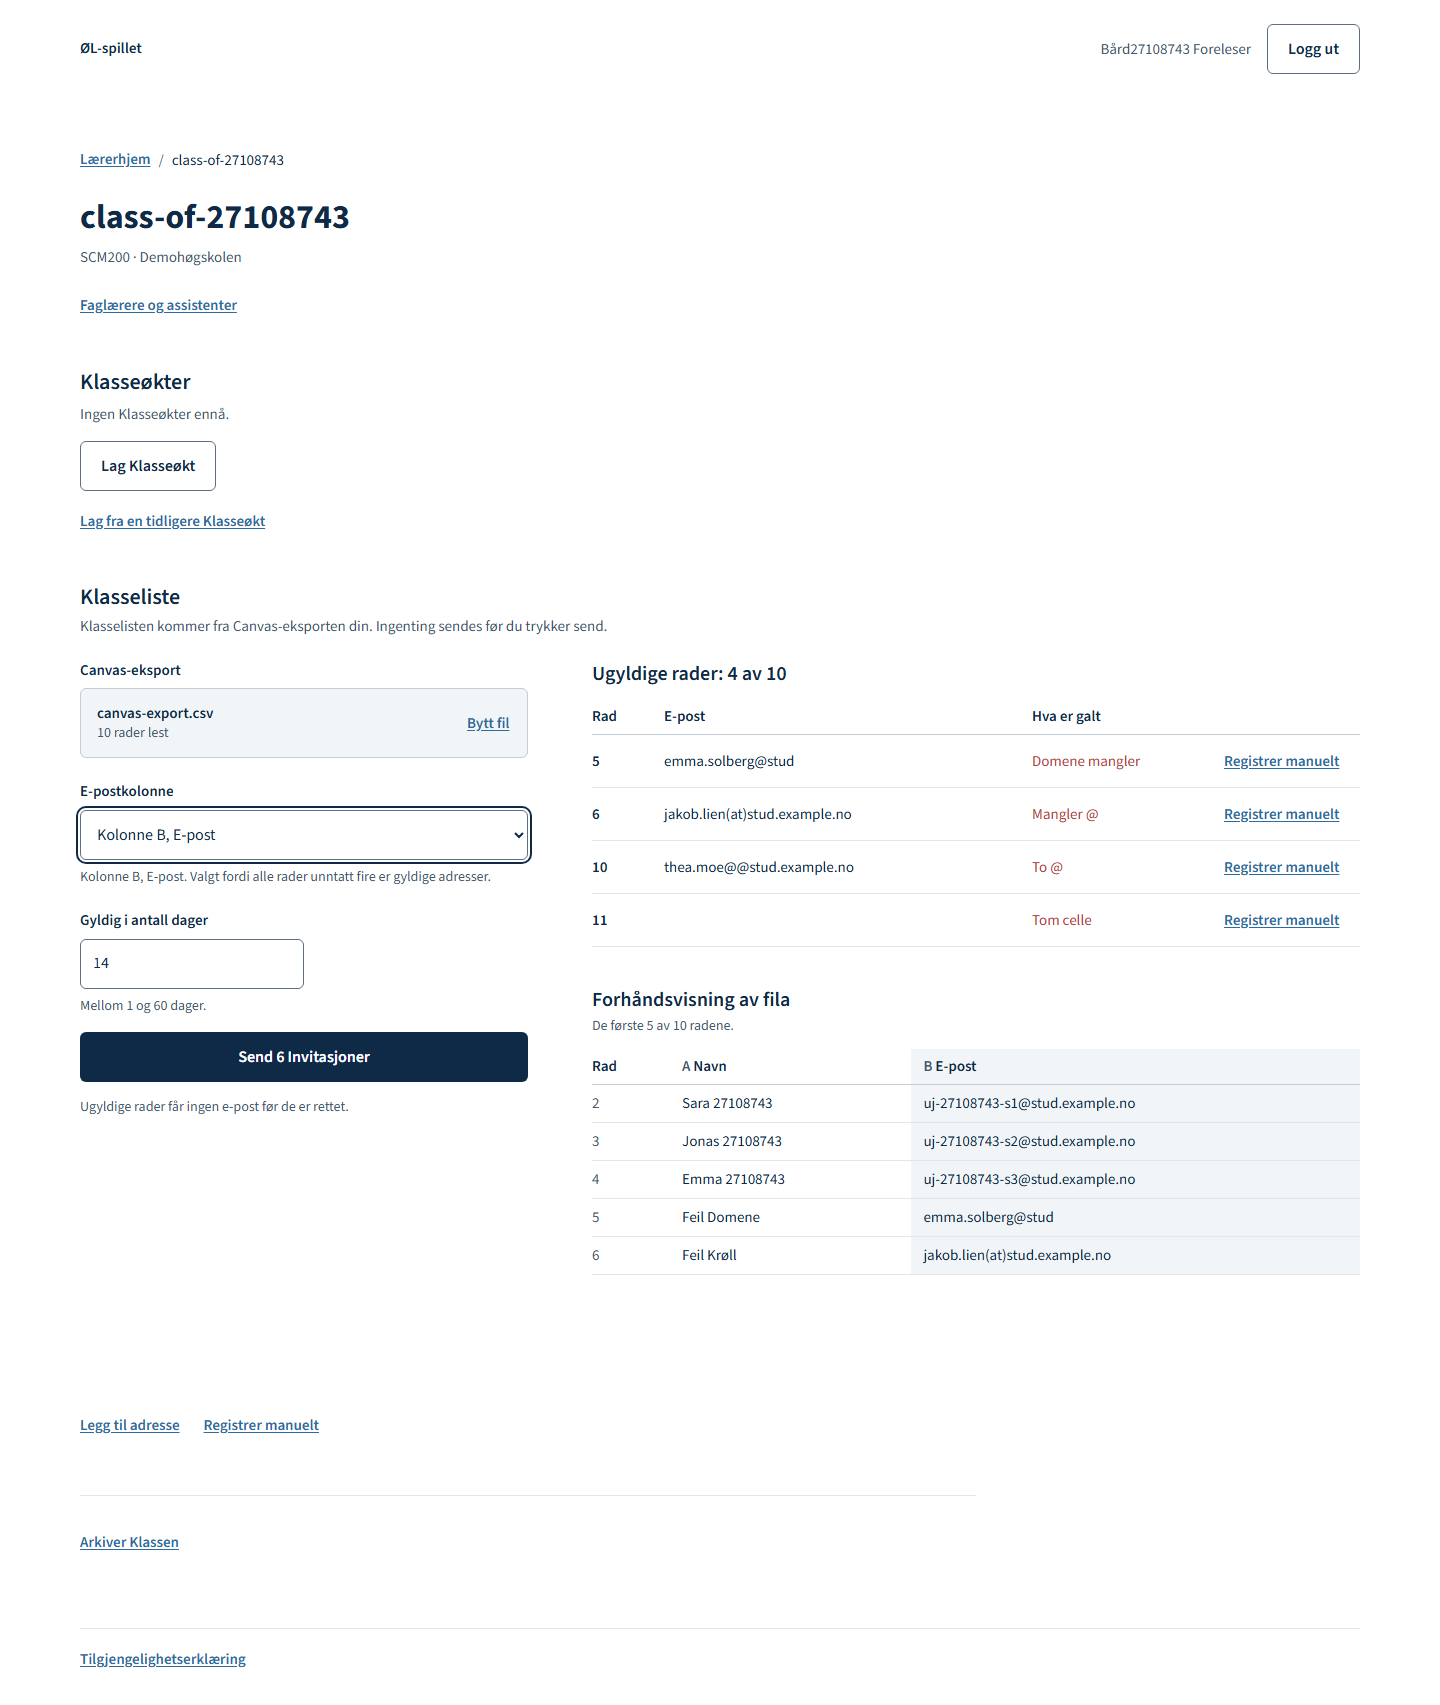 ØL-spillet
Bård27108743 Foreleser
Logg ut
Lærerhjem / class-of-27108743
class-of-27108743
SCM200 · Demohøgskolen
Faglærere og assistenter
Klasseøkter
Ingen Klasseøkter ennå.
Lag Klasseøkt
Lag fra en tidligere Klasseøkt
Klasseliste
Klasselisten kommer fra Canvas-eksporten din. Ingenting sendes før du trykker send.
Canvas-eksport
canvas-export.csv
10 rader lest
Bytt fil
E-postkolonne
Kolonne B, E-post
Kolonne B, E-post. Valgt fordi alle rader unntatt fire er gyldige adresser.
Gyldig i antall dager
14
Mellom 1 og 60 dager.
Send 6 Invitasjoner
Ugyldige rader får ingen e-post før de er rettet.
Ugyldige rader: 4 av 10
Rad E-post Hva er galt
5 emma.solberg@stud Domene mangler Registrer manuelt
6 jakob.lien(at)stud.example.no Mangler @ Registrer manuelt
10 thea.moe@@stud.example.no To @ Registrer manuelt
11 Tom celle Registrer manuelt
Forhåndsvisning av fila
De første 5 av 10 radene.
Rad A Navn B E-post
2 Sara 27108743 uj-27108743-s1@stud.example.no
3 Jonas 27108743 uj-27108743-s2@stud.example.no
4 Emma 27108743 uj-27108743-s3@stud.example.no
5 Feil Domene emma.solberg@stud
6 Feil Krøll jakob.lien(at)stud.example.no
Legg til adresse Registrer manuelt
Arkiver Klassen
Tilgjengelighetserklæring